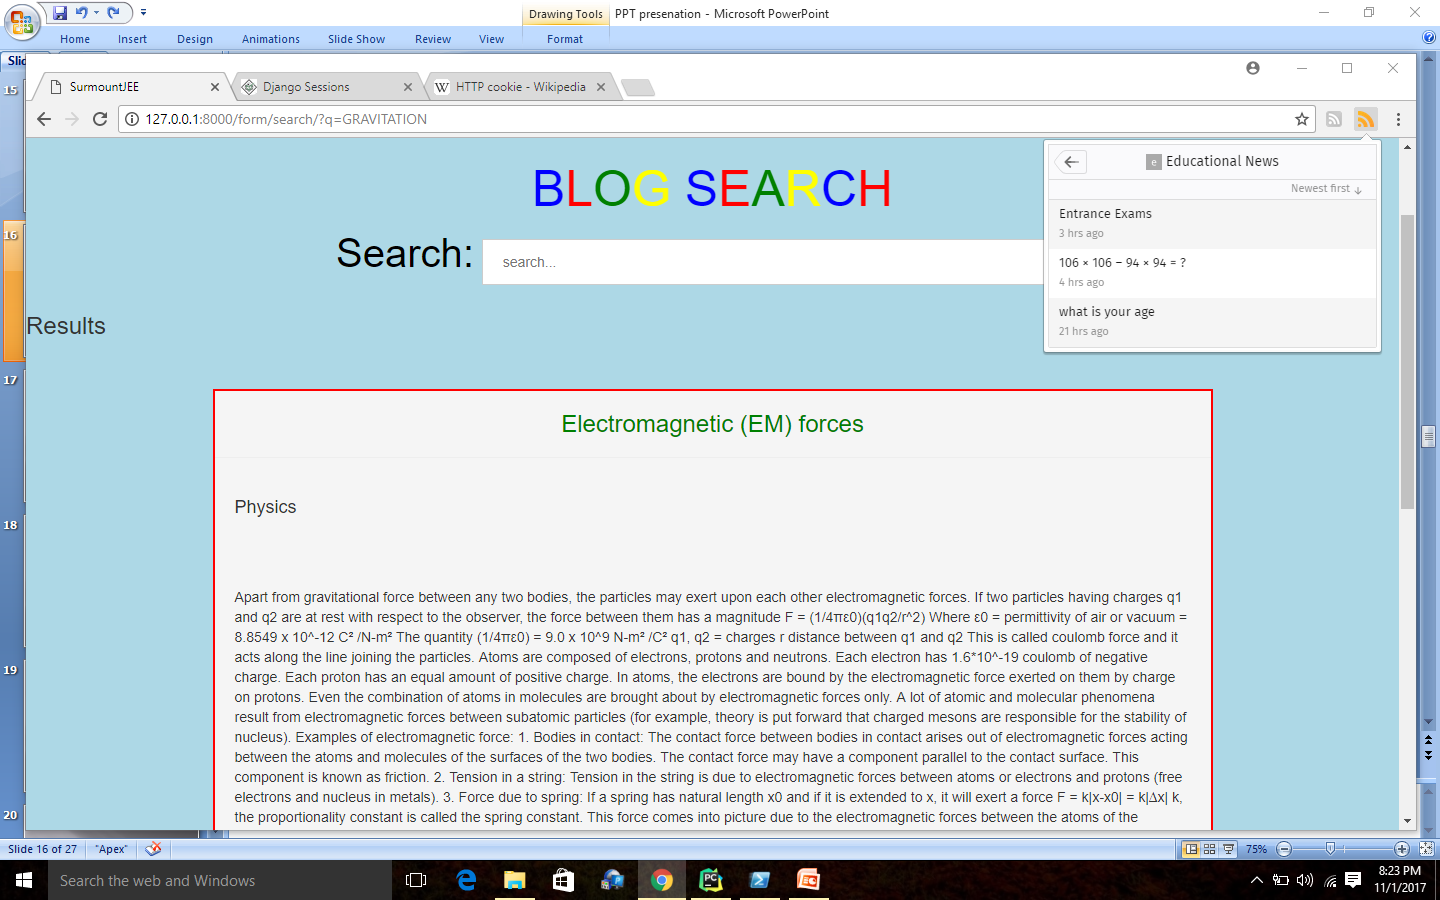 Drawing Tools
PPT presenation - Microsoft PowerPoint
Home Insert Design Animations Slide Show Review View Format
Slid
SurmountJEE
Django Sessions
HTTP cookie - Wikipedia
127.0.0.1:8000/form/search/?q=GRAVITATION
BLOG SEARCH
Search: search...
Results
e Educational News
Newest first
Entrance Exams
3 hrs ago
106 × 106 – 94 × 94 = ?
4 hrs ago
what is your age
21 hrs ago
Electromagnetic (EM) forces
Physics
Apart from gravitational force between any two bodies, the particles may exert upon each other electromagnetic forces. If two particles having charges q1
and q2 are at rest with respect to the observer, the force between them has a magnitude F = (1/4πε0)(q1q2/r^2) Where ε0 = permittivity of air or vacuum =
8.8549 x 10^-12 C² /N-m² The quantity (1/4πε0) = 9.0 x 10^9 N-m² /C² q1, q2 = charges r distance between q1 and q2 This is called coulomb force and it
acts along the line joining the particles. Atoms are composed of electrons, protons and neutrons. Each electron has 1.6*10^-19 coulomb of negative
charge. Each proton has an equal amount of positive charge. In atoms, the electrons are bound by the electromagnetic force exerted on them by charge
on protons. Even the combination of atoms in molecules are brought about by electromagnetic forces only. A lot of atomic and molecular phenomena
result from electromagnetic forces between subatomic particles (for example, theory is put forward that charged mesons are responsible for the stability of
nucleus). Examples of electromagnetic force: 1. Bodies in contact: The contact force between bodies in contact arises out of electromagnetic forces acting
between the atoms and molecules of the surfaces of the two bodies. The contact force may have a component parallel to the contact surface. This
component is known as friction. 2. Tension in a string: Tension in the string is due to electromagnetic forces between atoms or electrons and protons (free
electrons and nucleus in metals). 3. Force due to spring: If a spring has natural length x0 and if it is extended to x, it will exert a force F = k|x-x0| = k|Δx| k,
the proportionality constant is called the spring constant. This force comes into picture due to the electromagnetic forces between the atoms of the
15
16
17
18
19
20
Slide 16 of 27 "Apex" 75%
Search the web and Windows
8:23 PM
11/1/2017